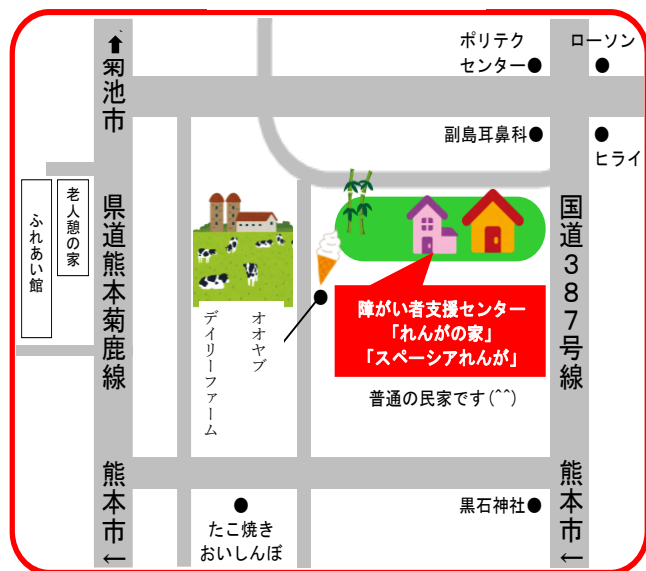 ポリテク
センター●
ローソン
●
↑
菊池市
副島耳鼻科●
●
ヒライ
老人憩の家
ふれあい館
県道熊本菊鹿線
国道387号線
障がい者支援センター
「れんがの家」
「スペーシアれんが」
オオヤブ
デイリーファーム
普通の民家です(^^)
熊本市←
熊本市←
黒石神社●
●
たこ焼き
おいしんぼ